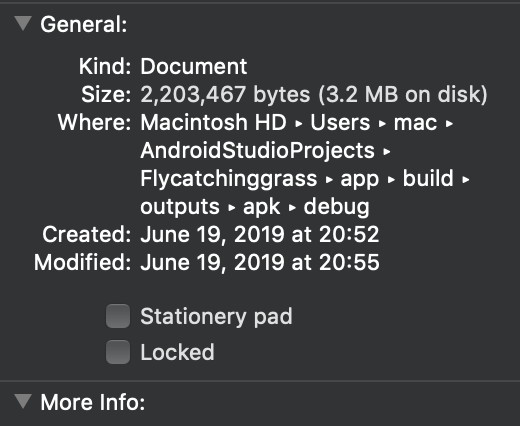 General:
Kind: Document
Size: 2,203,467 bytes (3.2 MB on disk)
Where: Macintosh HD ▸ Users ▸ mac ▸
AndroidStudioProjects ▸
Flycatchinggrass ▸ app ▸ build ▸
outputs ▸ apk ▸ debug
Created: June 19, 2019 at 20:52
Modified: June 19, 2019 at 20:55
Stationery pad
Locked
More Info: